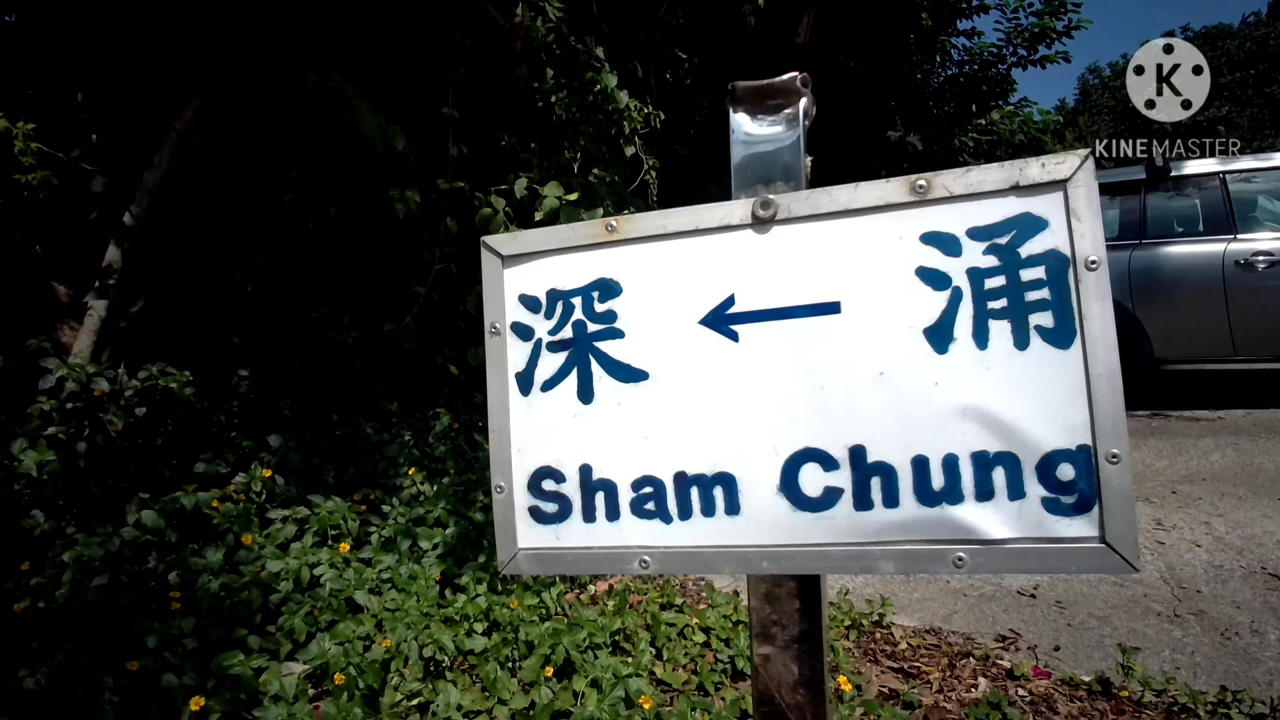 K
KINEMASTER
深 ← 涌
Sham Chung